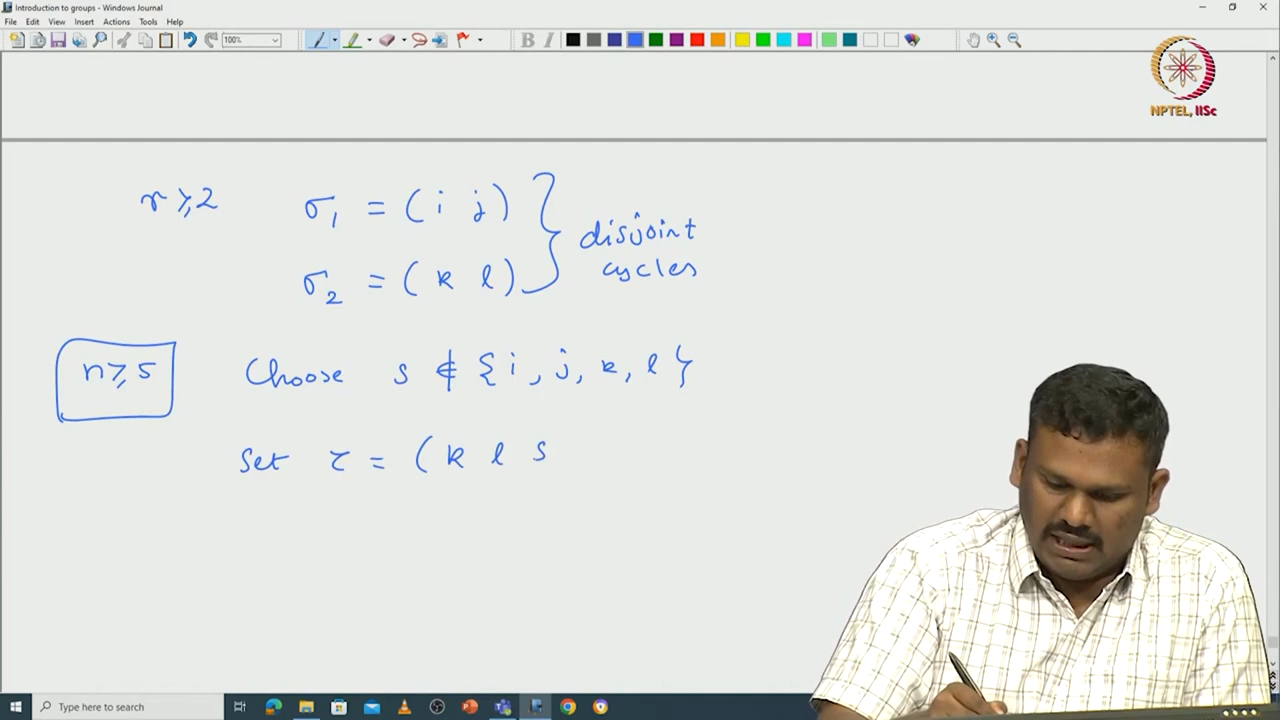 Introduction to groups - Windows Journal
File Edit View Insert Actions Tools Help
100%
B I
NPTEL, IISc
r ⩾ 2 σ₁ = (i j)
σ₂ = (k l)
disjoint
cycles
n ⩾ 5 Choose s ∉ {i, j, k, l}
Set τ = (k l s
Type here to search